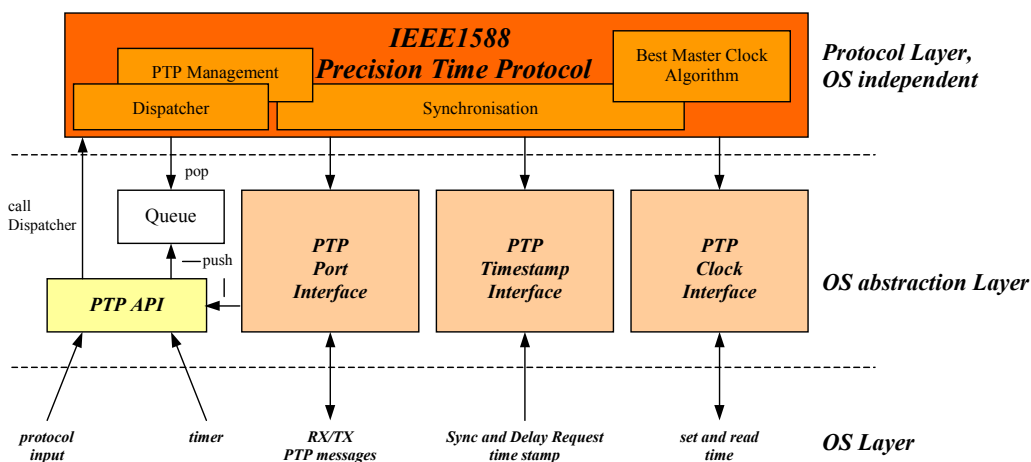 IEEE1588
Precision Time Protocol
PTP Management
Dispatcher
Synchronisation
Best Master Clock
Algorithm
Protocol Layer,
OS independent
call
Dispatcher
pop
Queue
push
PTP API
PTP
Port
Interface
PTP
Timestamp
Interface
PTP
Clock
Interface
OS abstraction Layer
protocol
input
timer
RX/TX
PTP messages
Sync and Delay Request
time stamp
set and read
time
OS Layer